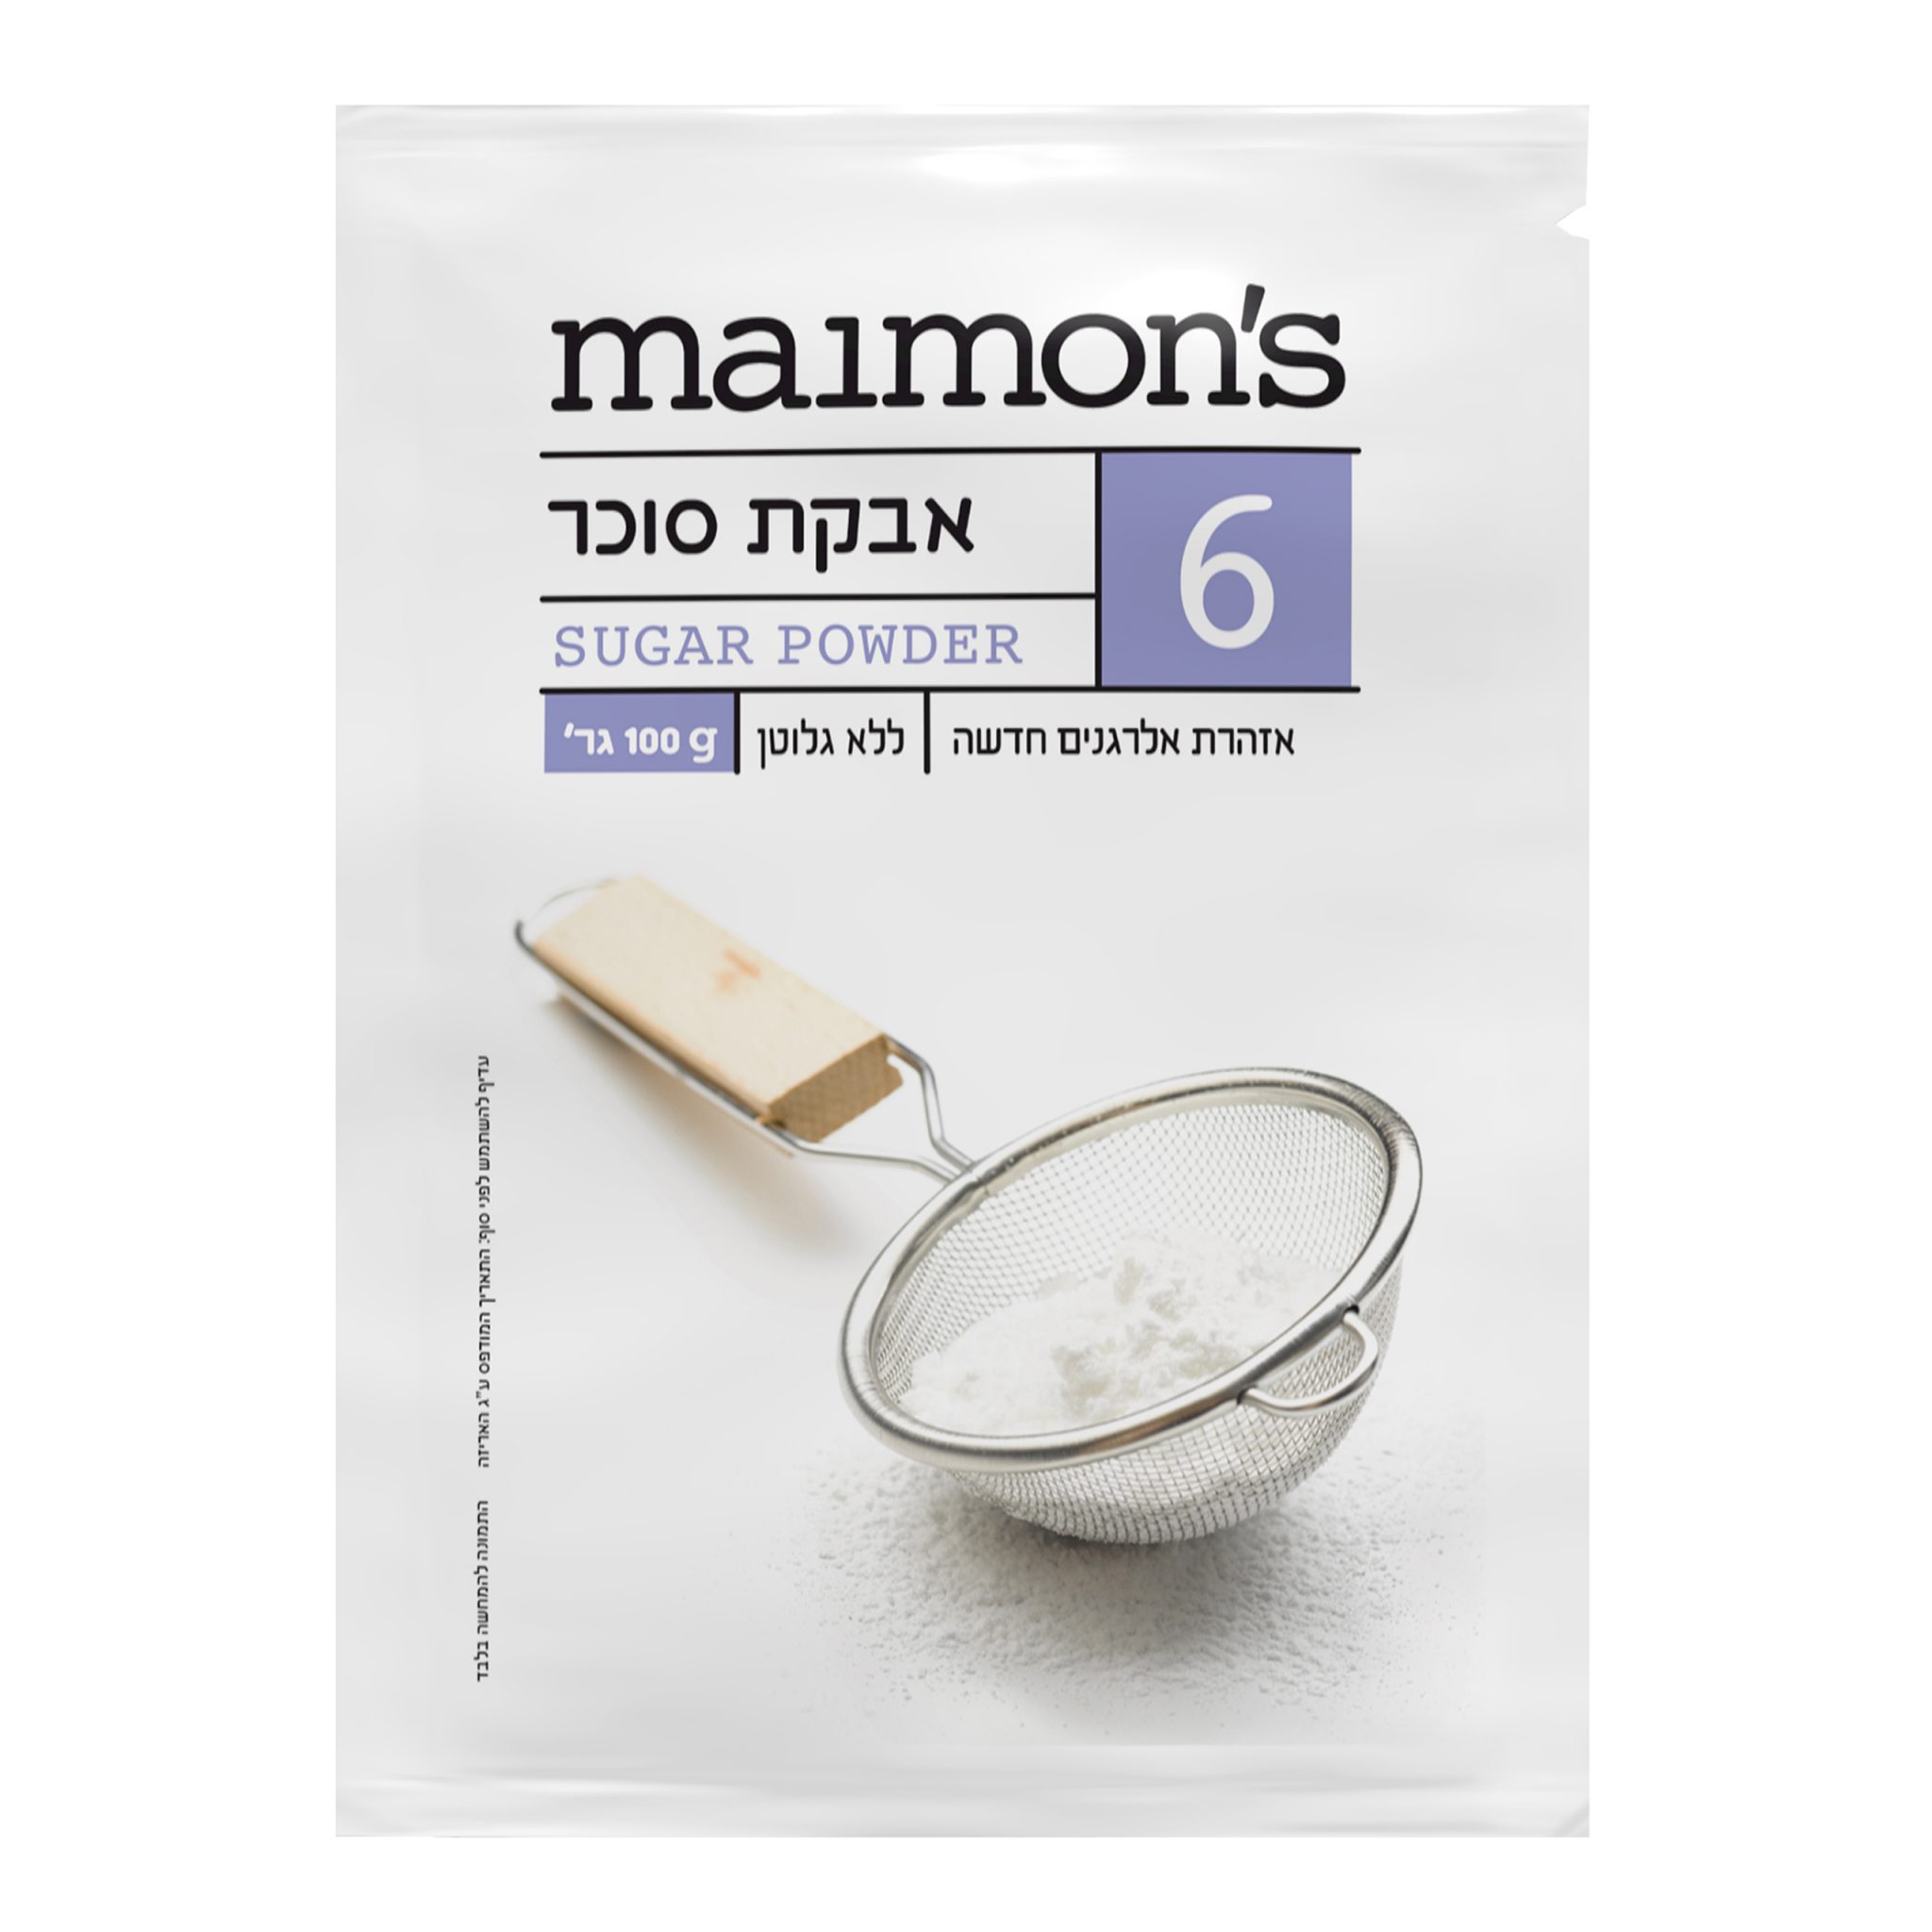 maimon's
אבקת סוכר
6
SUGAR POWDER
אזהרת אלרגנים חדשה
ללא גלוטן
100 g גר'
עדיף להשתמש לפני סוף: התאריך המודפס ע"ג האריזה
התמונה להמחשה בלבד